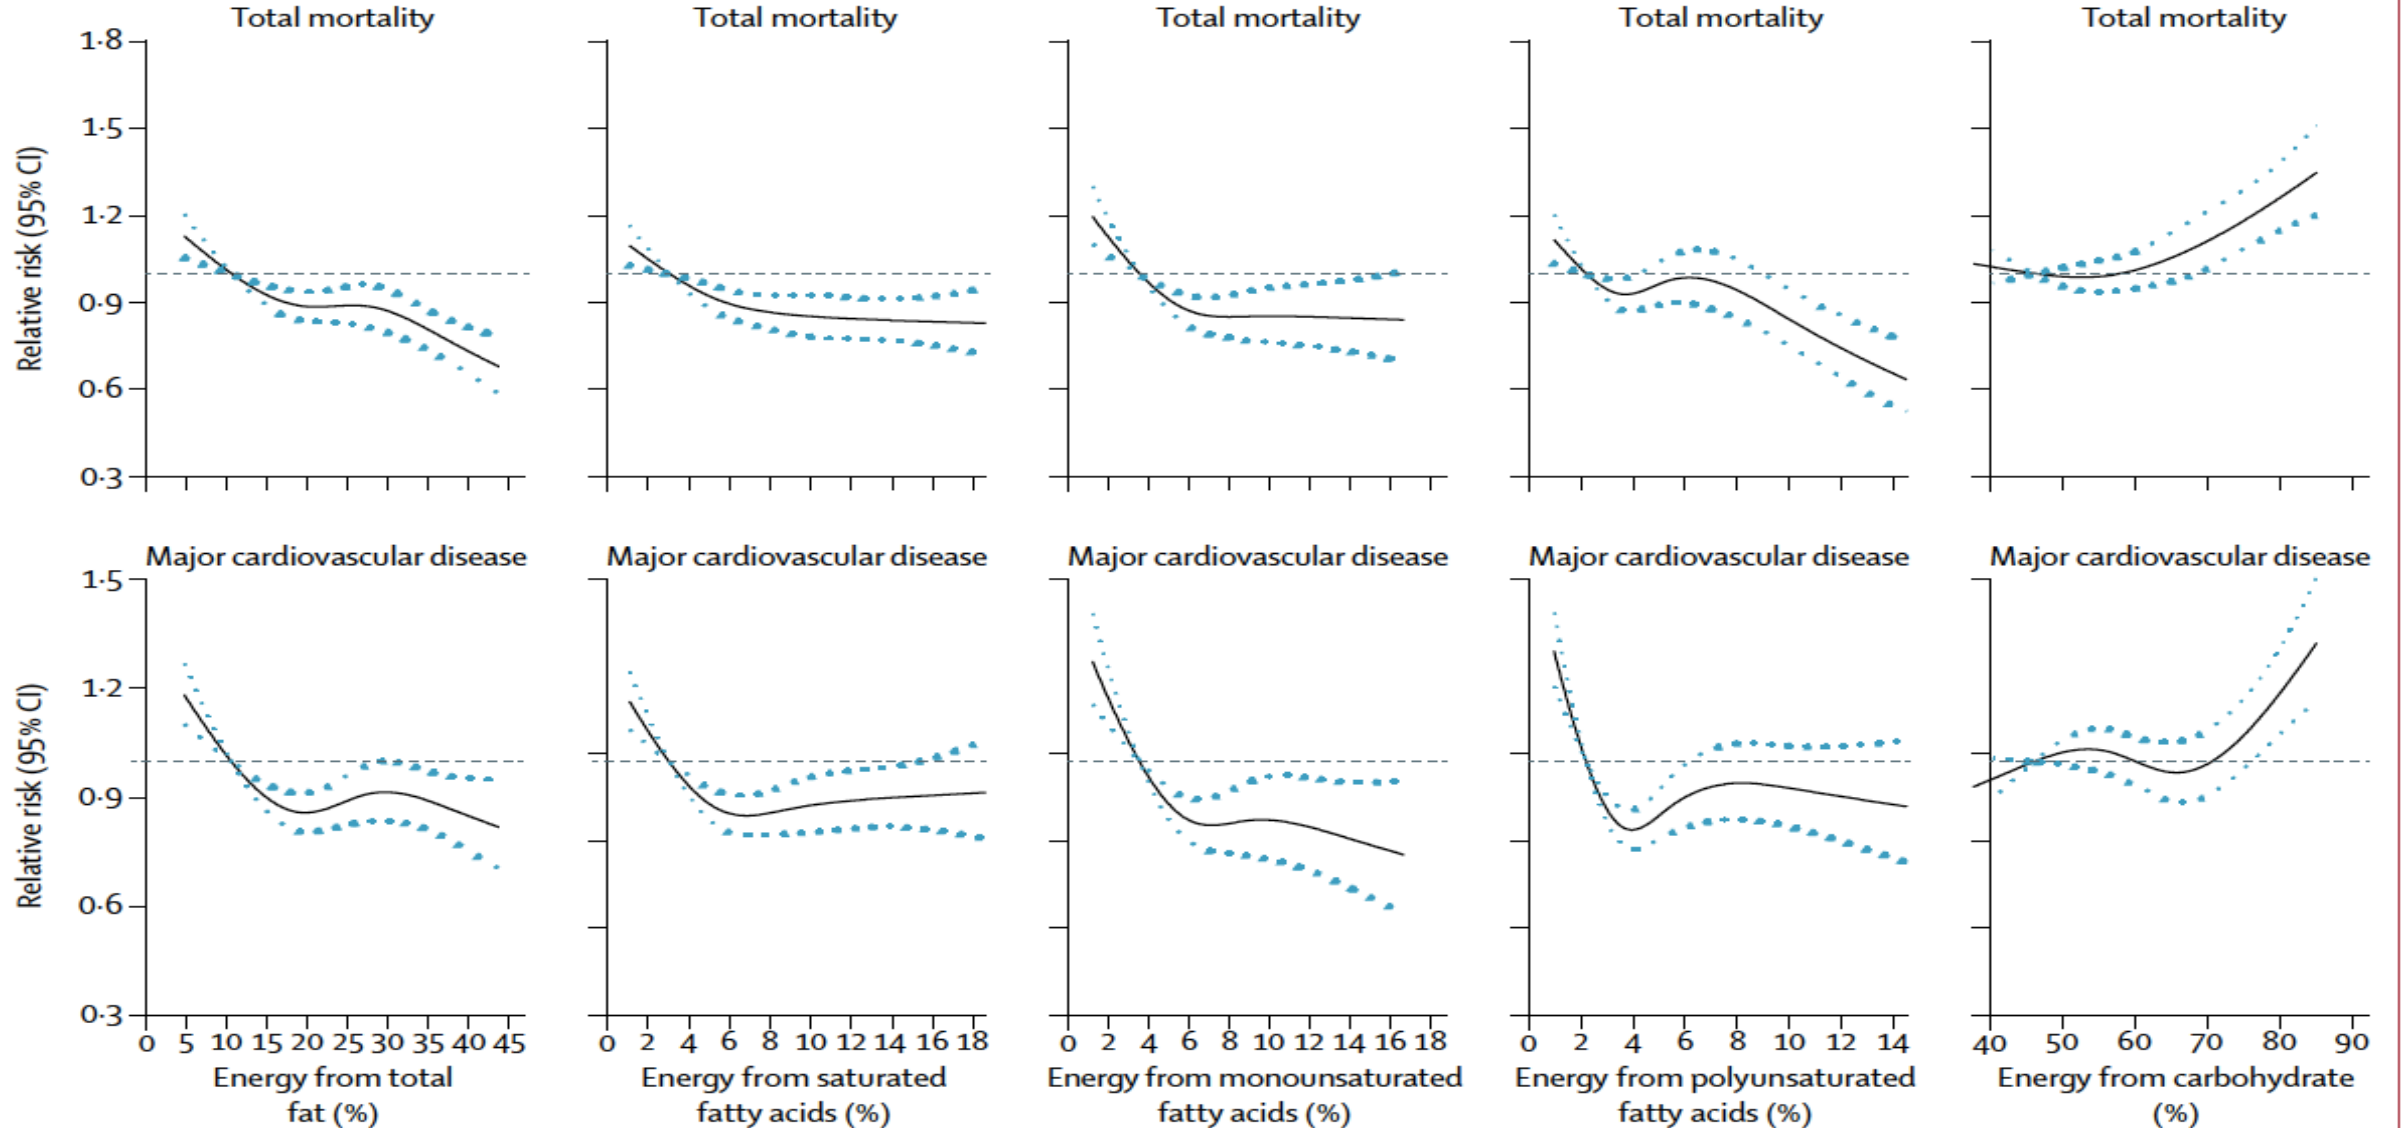 Total mortality
Total mortality
Total mortality
Total mortality
Total mortality
1·8
1·5
1·2
0·9
0·6
0·3
Relative risk (95% CI)
Major cardiovascular disease
Major cardiovascular disease
Major cardiovascular disease
Major cardiovascular disease
Major cardiovascular disease
1·5
1·2
0·9
0·6
0·3
Relative risk (95% CI)
0 5 10 15 20 25 30 35 40 45
Energy from total
fat (%)
0 2 4 6 8 10 12 14 16 18
Energy from saturated
fatty acids (%)
0 2 4 6 8 10 12 14 16 18
Energy from monounsaturated
fatty acids (%)
0 2 4 6 8 10 12 14
Energy from polyunsaturated
fatty acids (%)
40 50 60 70 80 90
Energy from carbohydrate
(%)